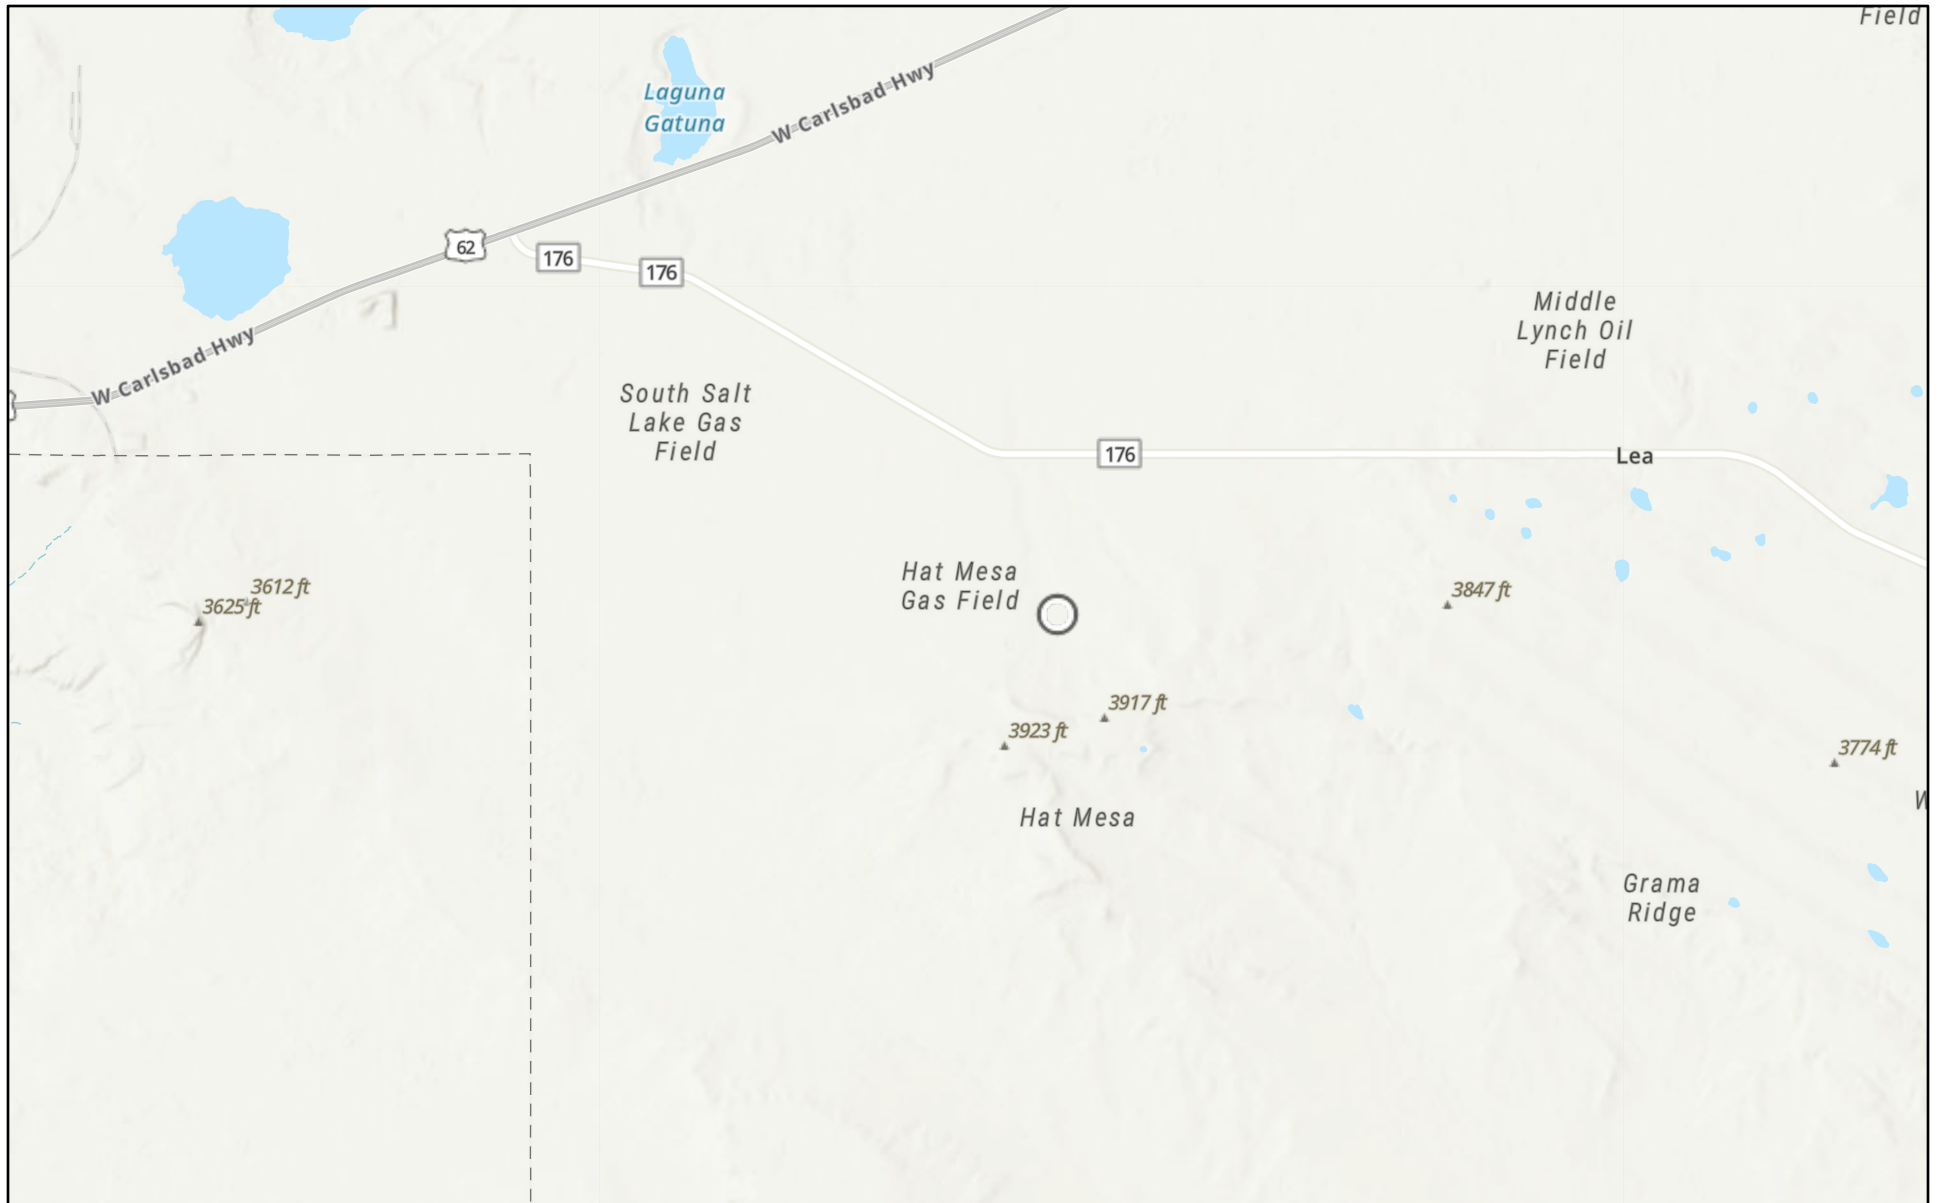 Field
Laguna
Gatuna
W Carlsbad Hwy
62
176
176
W Carlsbad Hwy
Middle
Lynch Oil
Field
South Salt
Lake Gas
Field
176
Lea
Hat Mesa
Gas Field
3612 ft
3625 ft
3847 ft
3917 ft
3923 ft
3774 ft
W
Hat Mesa
Grama
Ridge